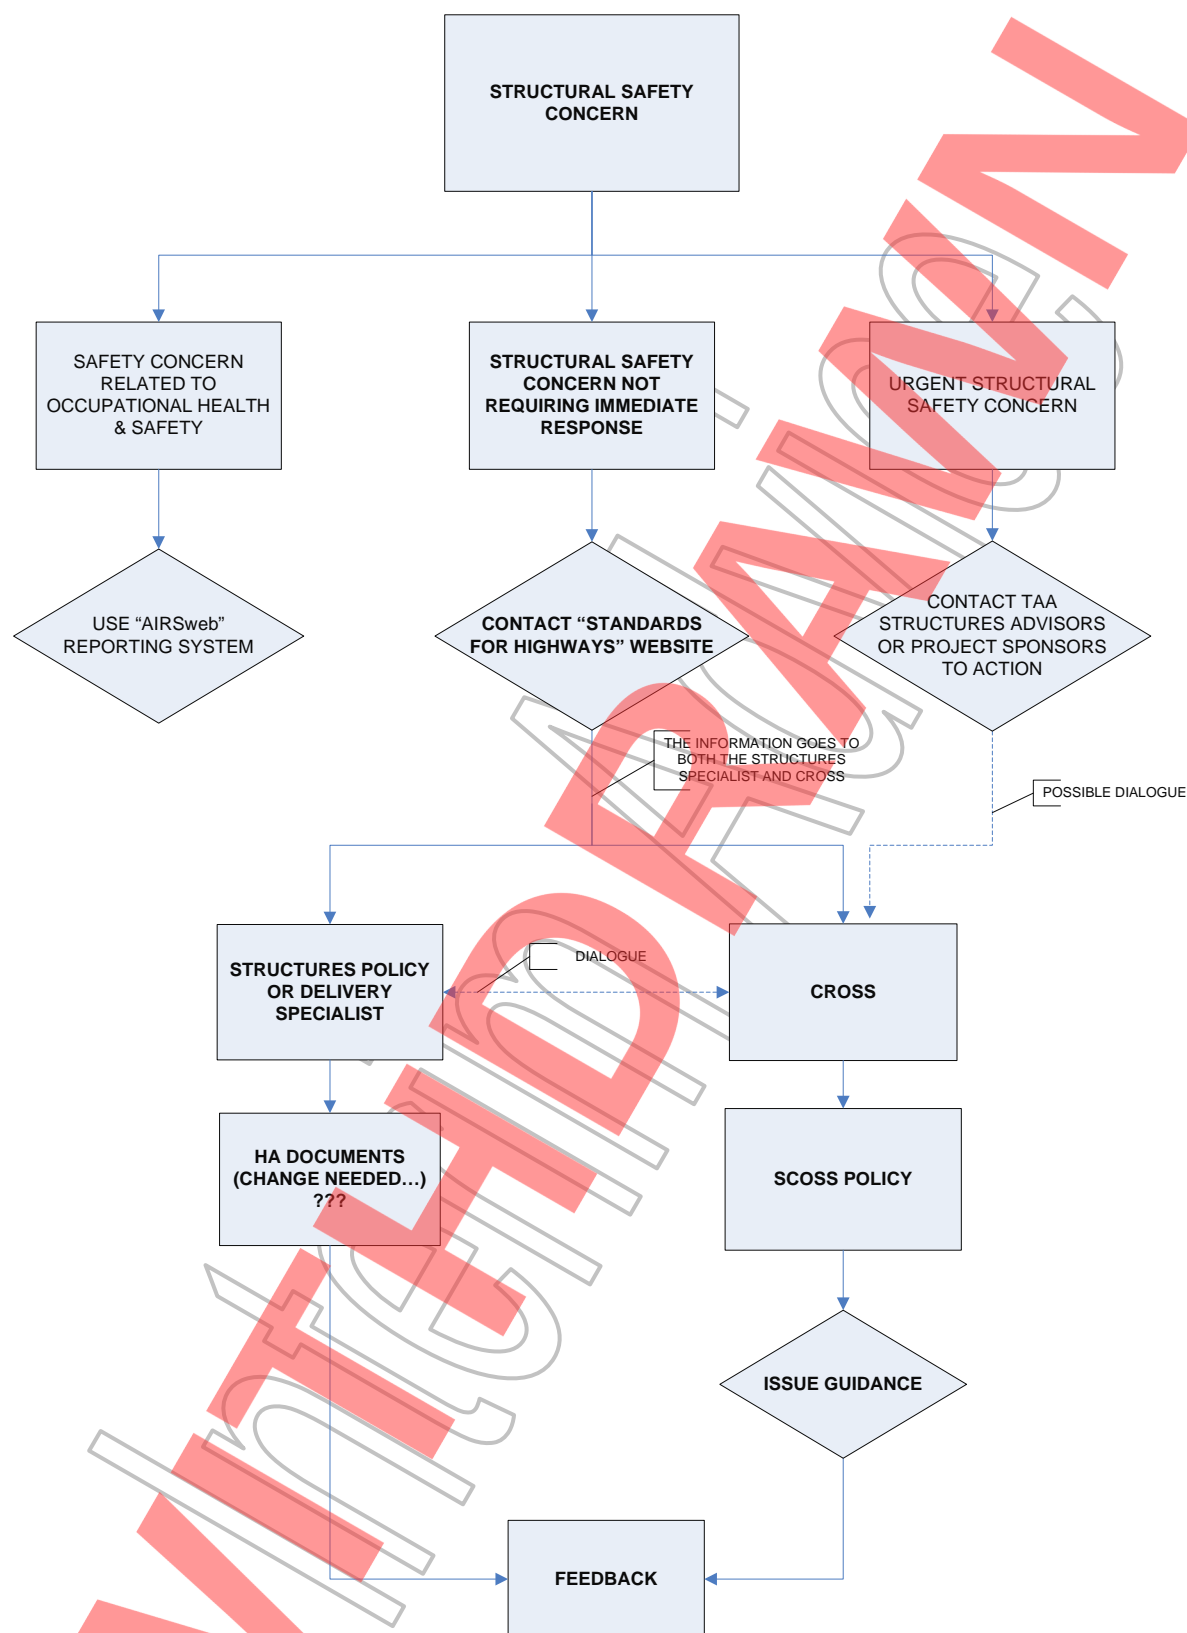 STRUCTURAL SAFETY
CONCERN
SAFETY CONCERN
RELATED TO
OCCUPATIONAL HEALTH
& SAFETY
STRUCTURAL SAFETY
CONCERN NOT
REQUIRING IMMEDIATE
RESPONSE
URGENT STRUCTURAL
SAFETY CONCERN
USE “AIRSweb”
REPORTING SYSTEM
CONTACT “STANDARDS
FOR HIGHWAYS” WEBSITE
CONTACT TAA
STRUCTURES ADVISORS
OR PROJECT SPONSORS
TO ACTION
THE INFORMATION GOES TO
BOTH THE STRUCTURES
SPECIALIST AND CROSS
POSSIBLE DIALOGUE
STRUCTURES POLICY
OR DELIVERY
SPECIALIST
DIALOGUE
CROSS
HA DOCUMENTS
(CHANGE NEEDED…)
???
SCOSS POLICY
ISSUE GUIDANCE
FEEDBACK
WITHDRAWN